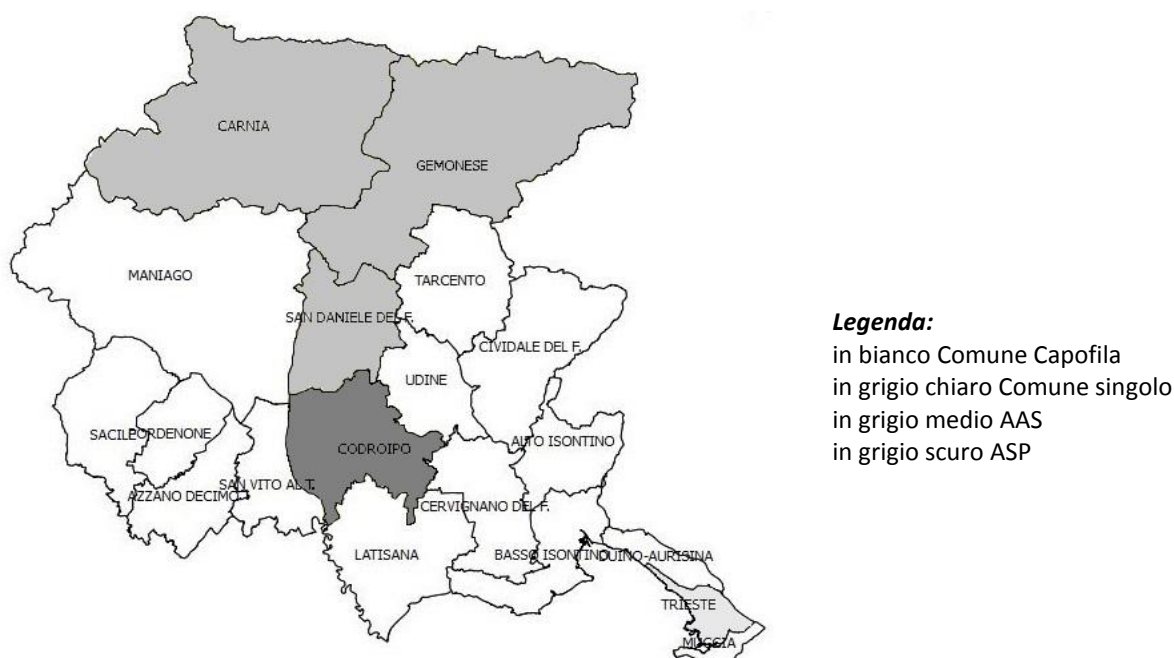 CARNIA
GEMONESE
MANIAGO
TARCENTO
SAN DANIELE DEL F.
CIVIDALE DEL F.
UDINE
SACILE
PORDENONE
ALTO ISONTINO
CODROIPO
SAN VITO AL T.
AZZANO DECIMO
CERVIGNANO DEL F.
LATISANA
BASSO ISONTINO
DUINO-AURISINA
TRIESTE
MUGGIA
Legenda:
in bianco Comune Capofila
in grigio chiaro Comune singolo
in grigio medio AAS
in grigio scuro ASP